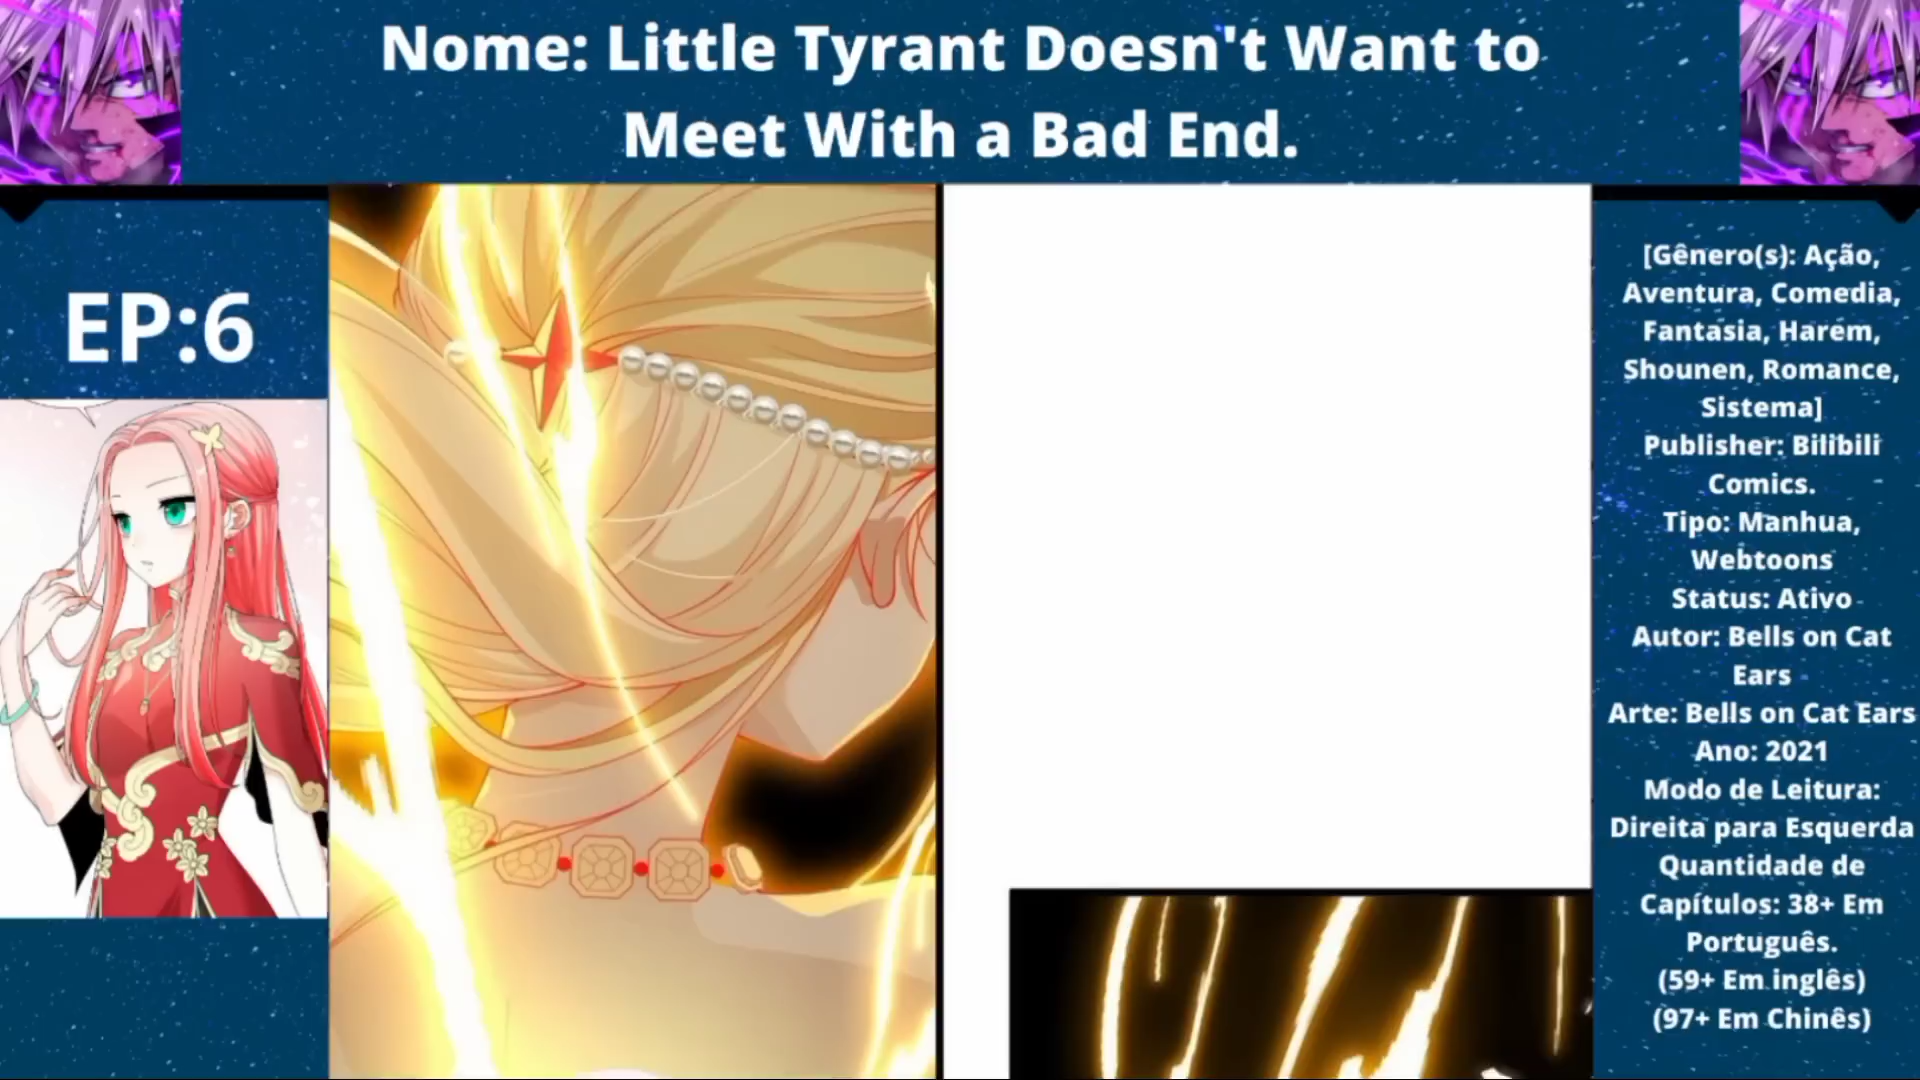 Nome: Little Tyrant Doesn't Want to
Meet With a Bad End.
EP:6
[Gênero(s): Ação,
Aventura, Comedia,
Fantasia, Harem,
Shounen, Romance,
Sistema]
Publisher: Bilibili
Comics.
Tipo: Manhua,
Webtoons
Status: Ativo
Autor: Bells on Cat
Ears
Arte: Bells on Cat Ears
Ano: 2021
Modo de Leitura:
Direita para Esquerda
Quantidade de
Capítulos: 38+ Em
Português.
(59+ Em inglês)
(97+ Em Chinês)